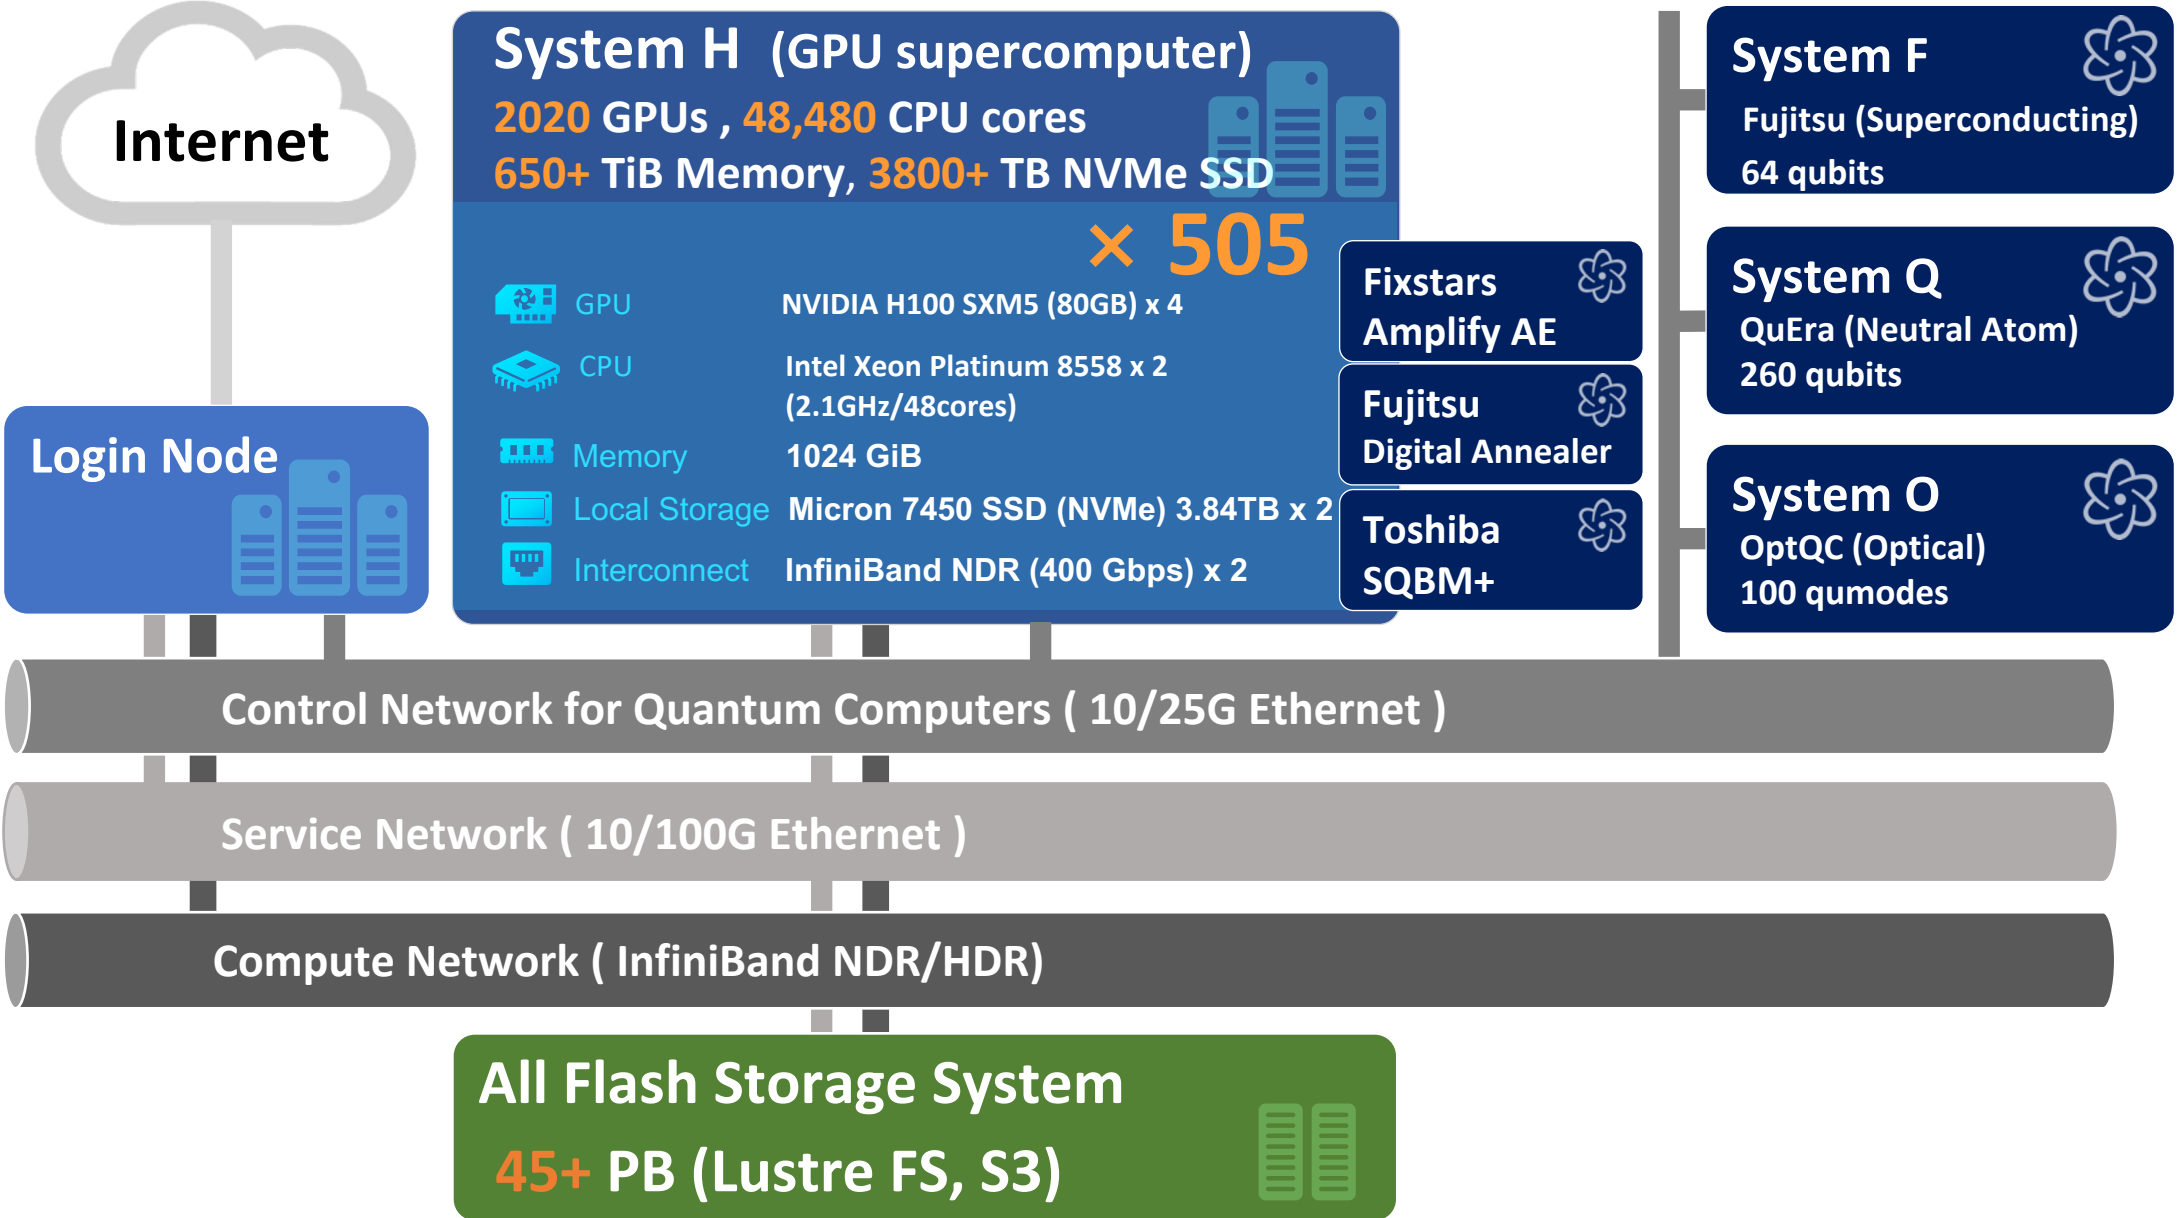 Internet
Login Node
System H (GPU supercomputer)
2020 GPUs , 48,480 CPU cores
650+ TiB Memory, 3800+ TB NVMe SSD
× 505
GPU NVIDIA H100 SXM5 (80GB) x 4
CPU Intel Xeon Platinum 8558 x 2
(2.1GHz/48cores)
Memory 1024 GiB
Local Storage Micron 7450 SSD (NVMe) 3.84TB x 2
Interconnect InfiniBand NDR (400 Gbps) x 2
Fixstars
Amplify AE
Fujitsu
Digital Annealer
Toshiba
SQBM+
System F
Fujitsu (Superconducting)
64 qubits
System Q
QuEra (Neutral Atom)
260 qubits
System O
OptQC (Optical)
100 qumodes
Control Network for Quantum Computers ( 10/25G Ethernet )
Service Network ( 10/100G Ethernet )
Compute Network ( InfiniBand NDR/HDR)
All Flash Storage System
45+ PB (Lustre FS, S3)